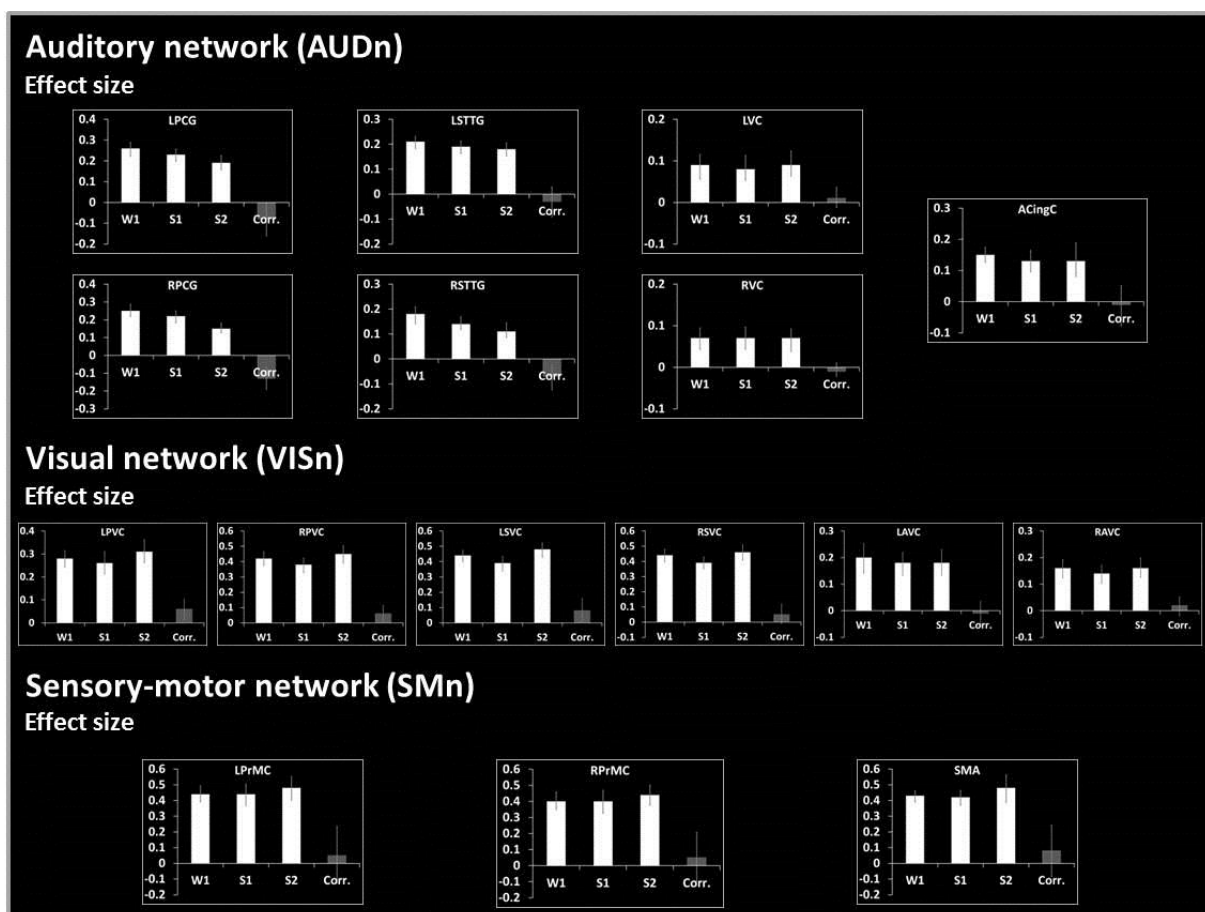 Auditory network (AUDn)
Effect size
LPCG
0.4
0.3
0.2
0.1
0
-0.1
-0.2
W1 S1 S2 Corr.
LSTTG
0.3
0.2
0.1
0
-0.1
-0.2
W1 S1 S2 Corr.
LVC
0.2
0.1
0
-0.1
W1 S1 S2 Corr.
ACingC
0.3
0.2
0.1
0
-0.1
W1 S1 S2 Corr.
RPCG
0.4
0.3
0.2
0.1
0
-0.1
-0.2
-0.3
W1 S1 S2 Corr.
RSTTG
0.3
0.2
0.1
0
-0.1
-0.2
W1 S1 S2 Corr.
RVC
0.2
0.1
0
-0.1
W1 S1 S2 Corr.
Visual network (VISn)
Effect size
LPVC
0.4
0.3
0.2
0.1
0
W1 S1 S2 Corr.
RPVC
0.6
0.5
0.4
0.3
0.2
0.1
0
W1 S1 S2 Corr.
LSVC
0.6
0.5
0.4
0.3
0.2
0.1
0
W1 S1 S2 Corr.
RSVC
0.6
0.5
0.4
0.3
0.2
0.1
0
-0.1
W1 S1 S2 Corr.
LAVC
0.3
0.2
0.1
0
-0.1
W1 S1 S2 Corr.
RAVC
0.3
0.2
0.1
0
-0.1
W1 S1 S2 Corr.
Sensory-motor network (SMn)
Effect size
LPrMC
0.6
0.5
0.4
0.3
0.2
0.1
0
-0.1
-0.2
W1 S1 S2 Corr.
RPrMC
0.6
0.5
0.4
0.3
0.2
0.1
0
-0.1
-0.2
W1 S1 S2 Corr.
SMA
0.6
0.5
0.4
0.3
0.2
0.1
0
-0.1
-0.2
W1 S1 S2 Corr.